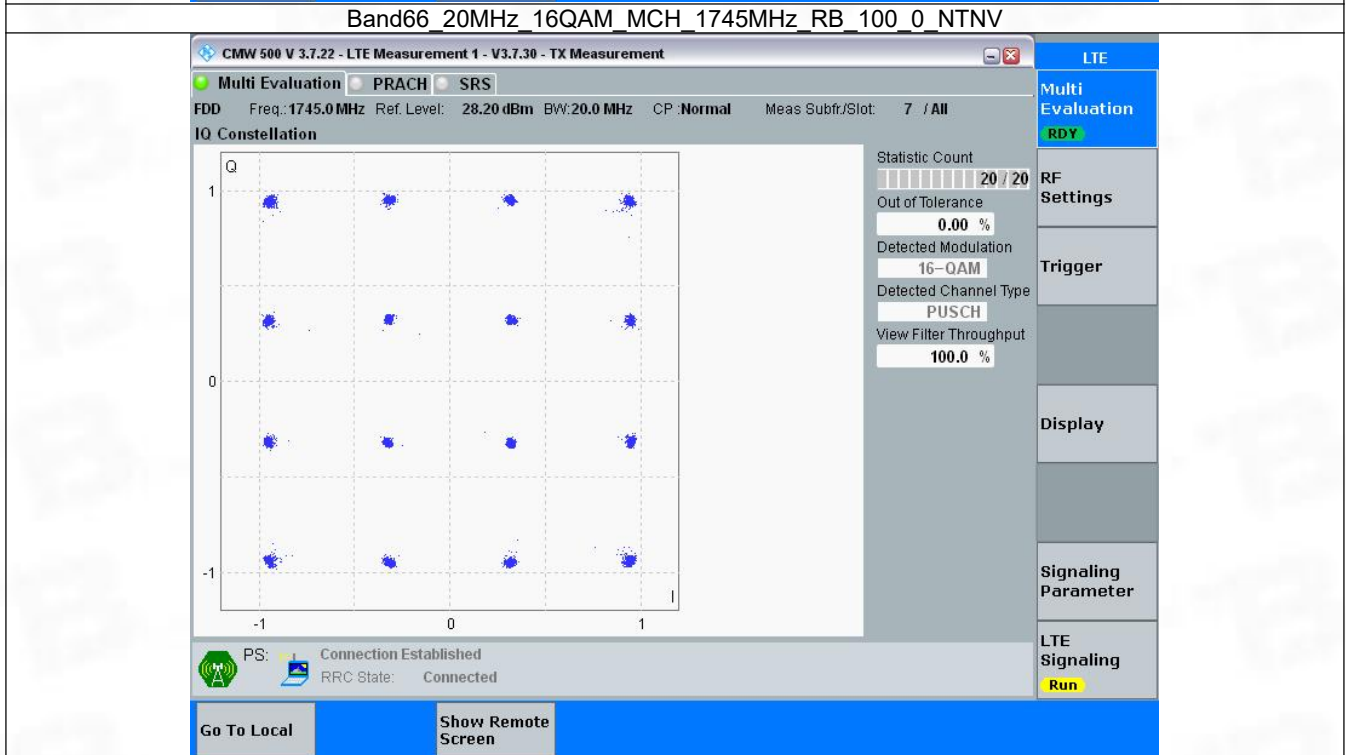 Band66_20MHz_16QAM_MCH_1745MHz_RB_100_0_NTNV
CMW 500 V 3.7.22 - LTE Measurement 1 - V3.7.30 - TX Measurement
LTE
Multi Evaluation PRACH SRS
Multi
Evaluation
RDY
FDD Freq.: 1745.0 MHz Ref. Level: 28.20 dBm BW: 20.0 MHz CP : Normal Meas Subfr./Slot: 7 / All
IQ Constellation
Q
1
0
-1
I
-1 0 1
Statistic Count
20 / 20
Out of Tolerance
0.00 %
Detected Modulation
16-QAM
Detected Channel Type
PUSCH
View Filter Throughput
100.0 %
RF
Settings
Trigger
Display
Signaling
Parameter
LTE
Signaling
Run
PS: Connection Established
RRC State: Connected
Go To Local
Show Remote
Screen